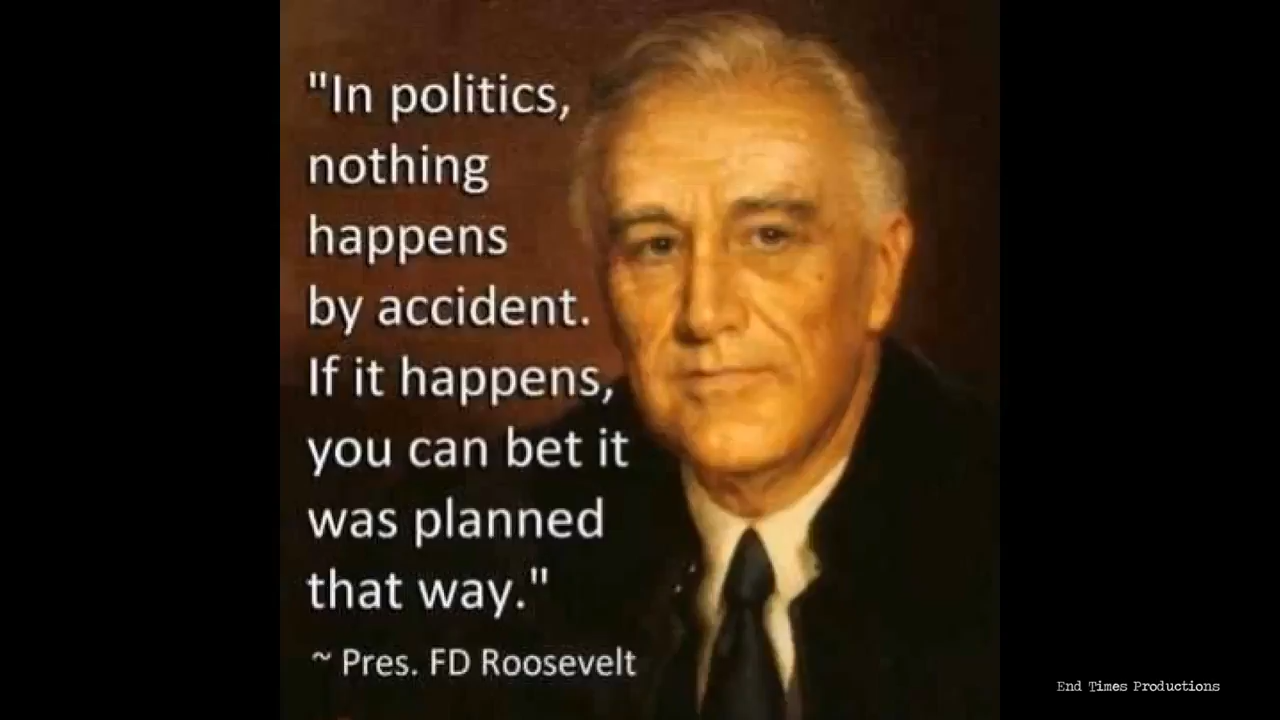 "In politics,
nothing
happens
by accident.
If it happens,
you can bet it
was planned
that way."
~ Pres. FD Roosevelt
End Times Productions